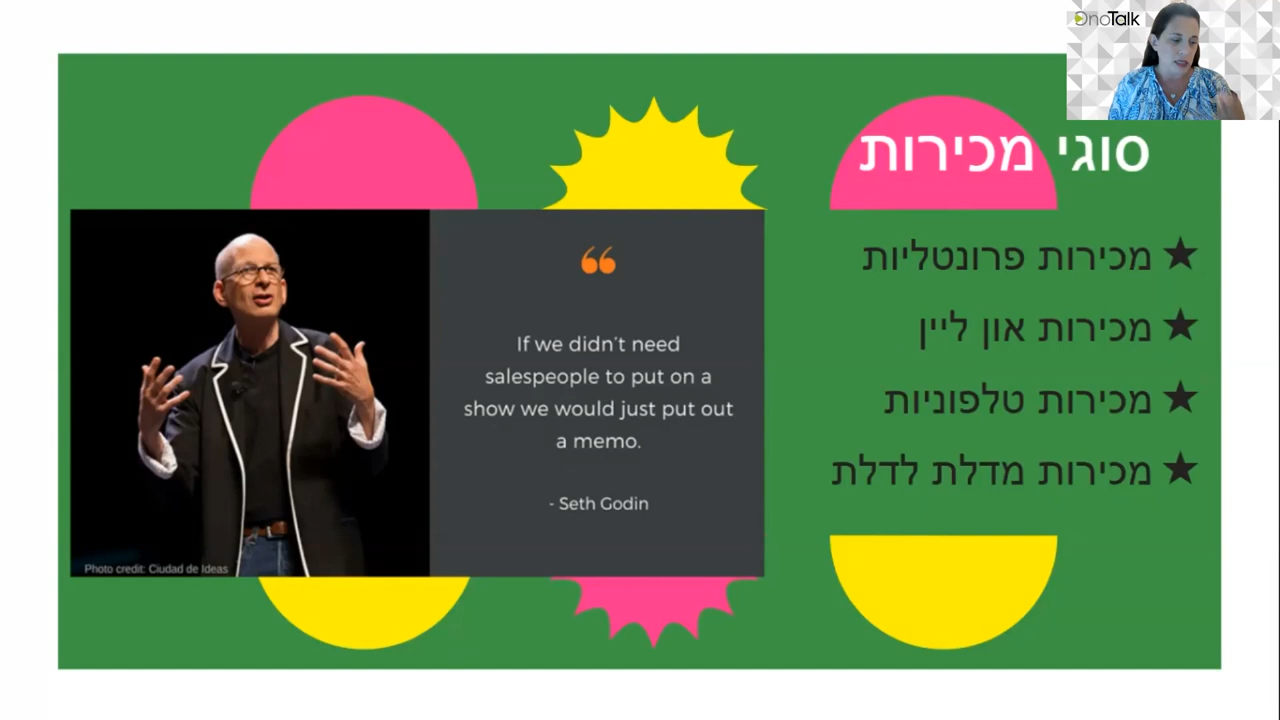 OnoTalk
סוגי מכירות
★ מכירות פרונטליות
★ מכירות און ליין
★ מכירות טלפוניות
★ מכירות מדלת לדלת
“
If we didn’t need
salespeople to put on a
show we would just put out
a memo.
- Seth Godin
Photo credit: Ciudad de Ideas